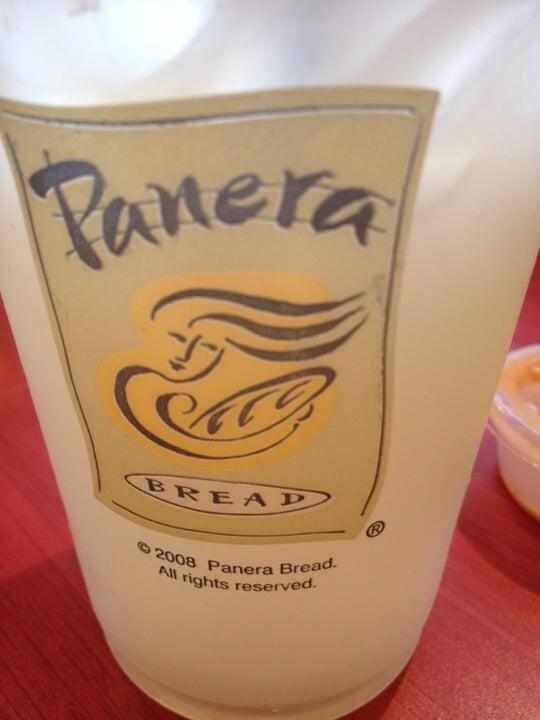 Panera
BREAD
®
© 2008 Panera Bread.
All rights reserved.